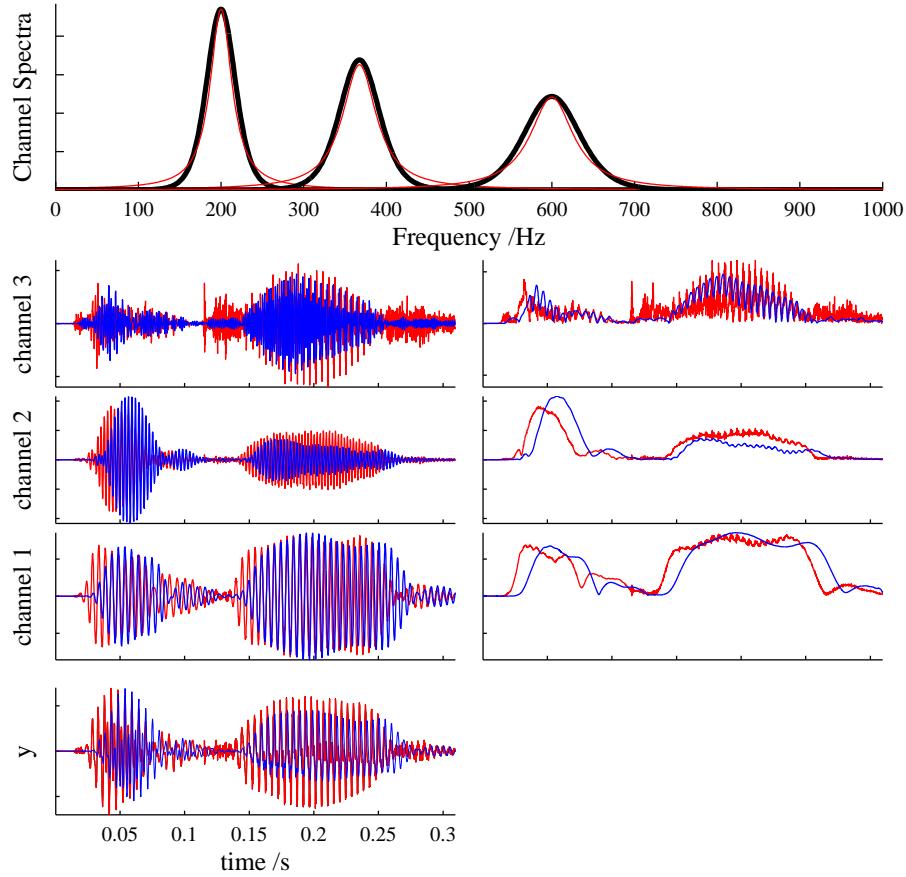 Channel Spectra
0 100 200 300 400 500 600 700 800 900 1000
Frequency /Hz
channel 3
channel 2
channel 1
y
0.05 0.1 0.15 0.2 0.25 0.3
time /s